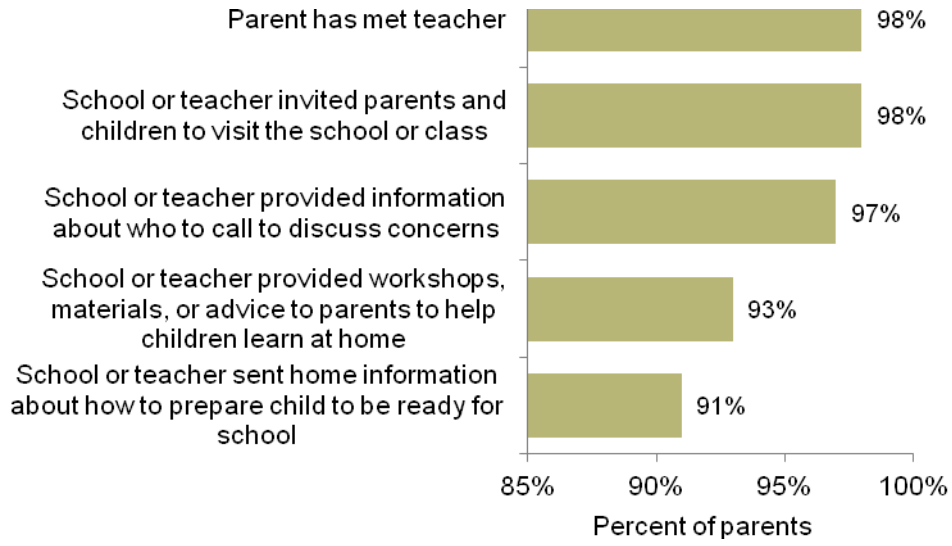 Parent has met teacher
98%
School or teacher invited parents and
children to visit the school or class
98%
School or teacher provided information
about who to call to discuss concerns
97%
School or teacher provided workshops,
materials, or advice to parents to help
children learn at home
93%
School or teacher sent home information
about how to prepare child to be ready for
school
91%
85%
90%
95%
100%
Percent of parents